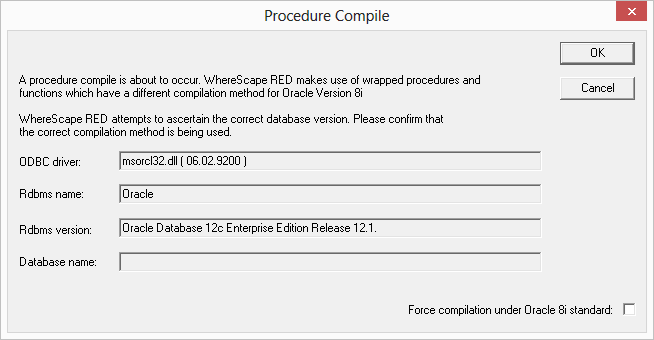 Procedure Compile
OK
A procedure compile is about to occur. WhereScape RED makes use of wrapped procedures and
functions which have a different compilation method for Oracle Version 8i
Cancel
WhereScape RED attempts to ascertain the correct database version. Please confirm that
the correct compilation method is being used.
ODBC driver: msorcl32.dll ( 06.02.9200 )
Rdbms name: Oracle
Rdbms version: Oracle Database 12c Enterprise Edition Release 12.1.
Database name:
Force compilation under Oracle 8i standard: